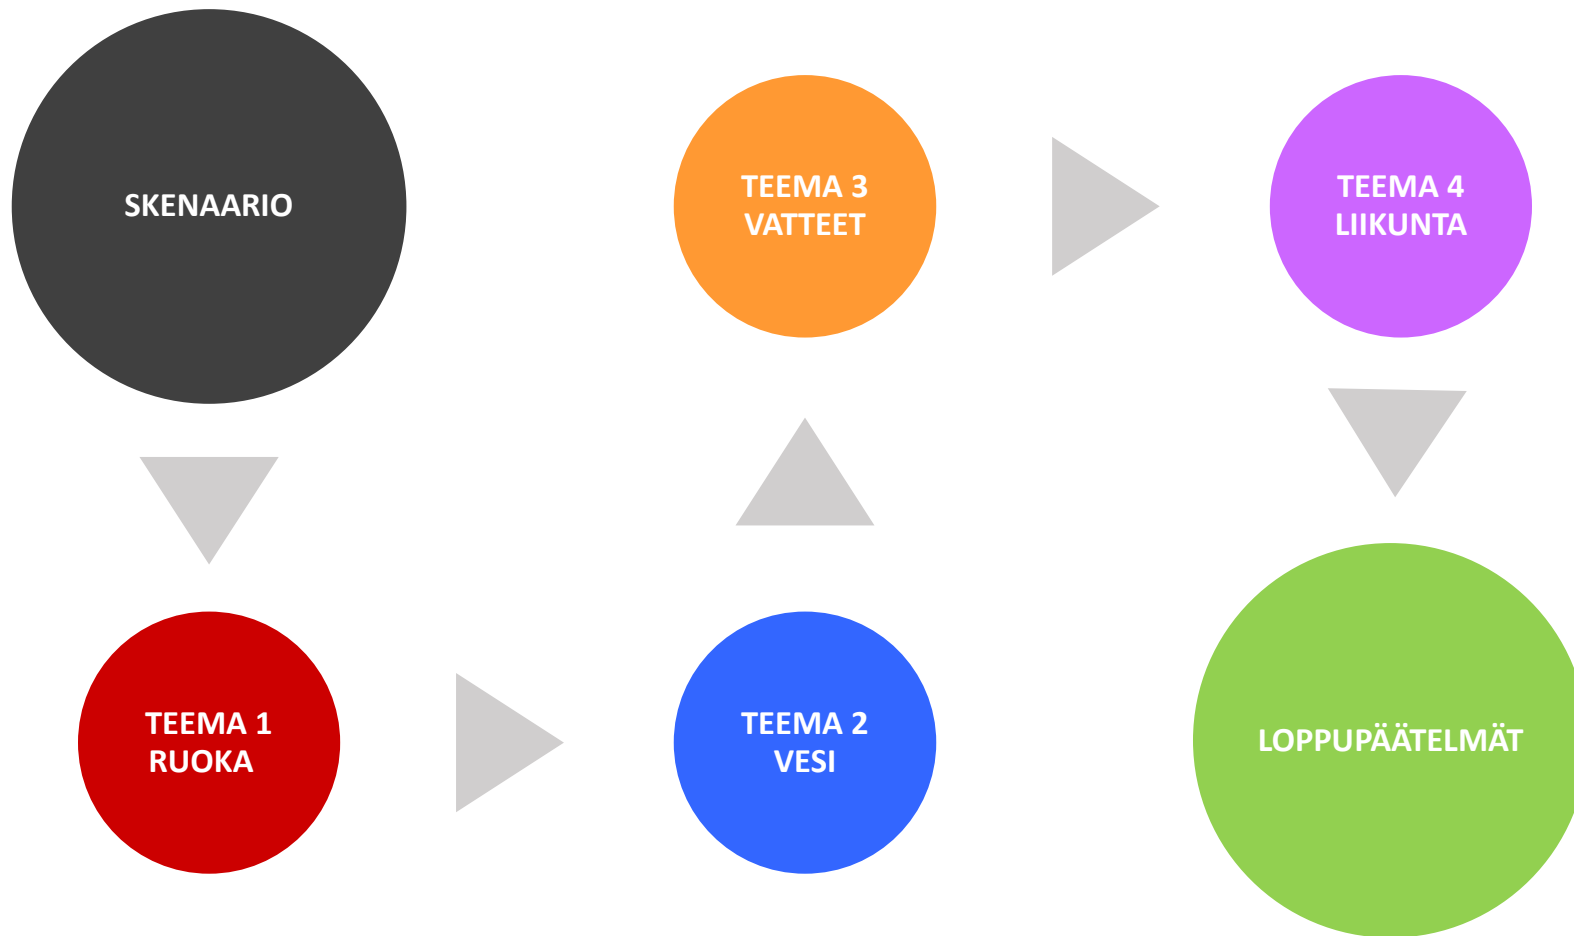 SKENAARIO
TEEMA 1
RUOKA
TEEMA 2
VESI
TEEMA 3
VATTEET
TEEMA 4
LIIKUNTA
LOPPUPÄÄTELMÄT